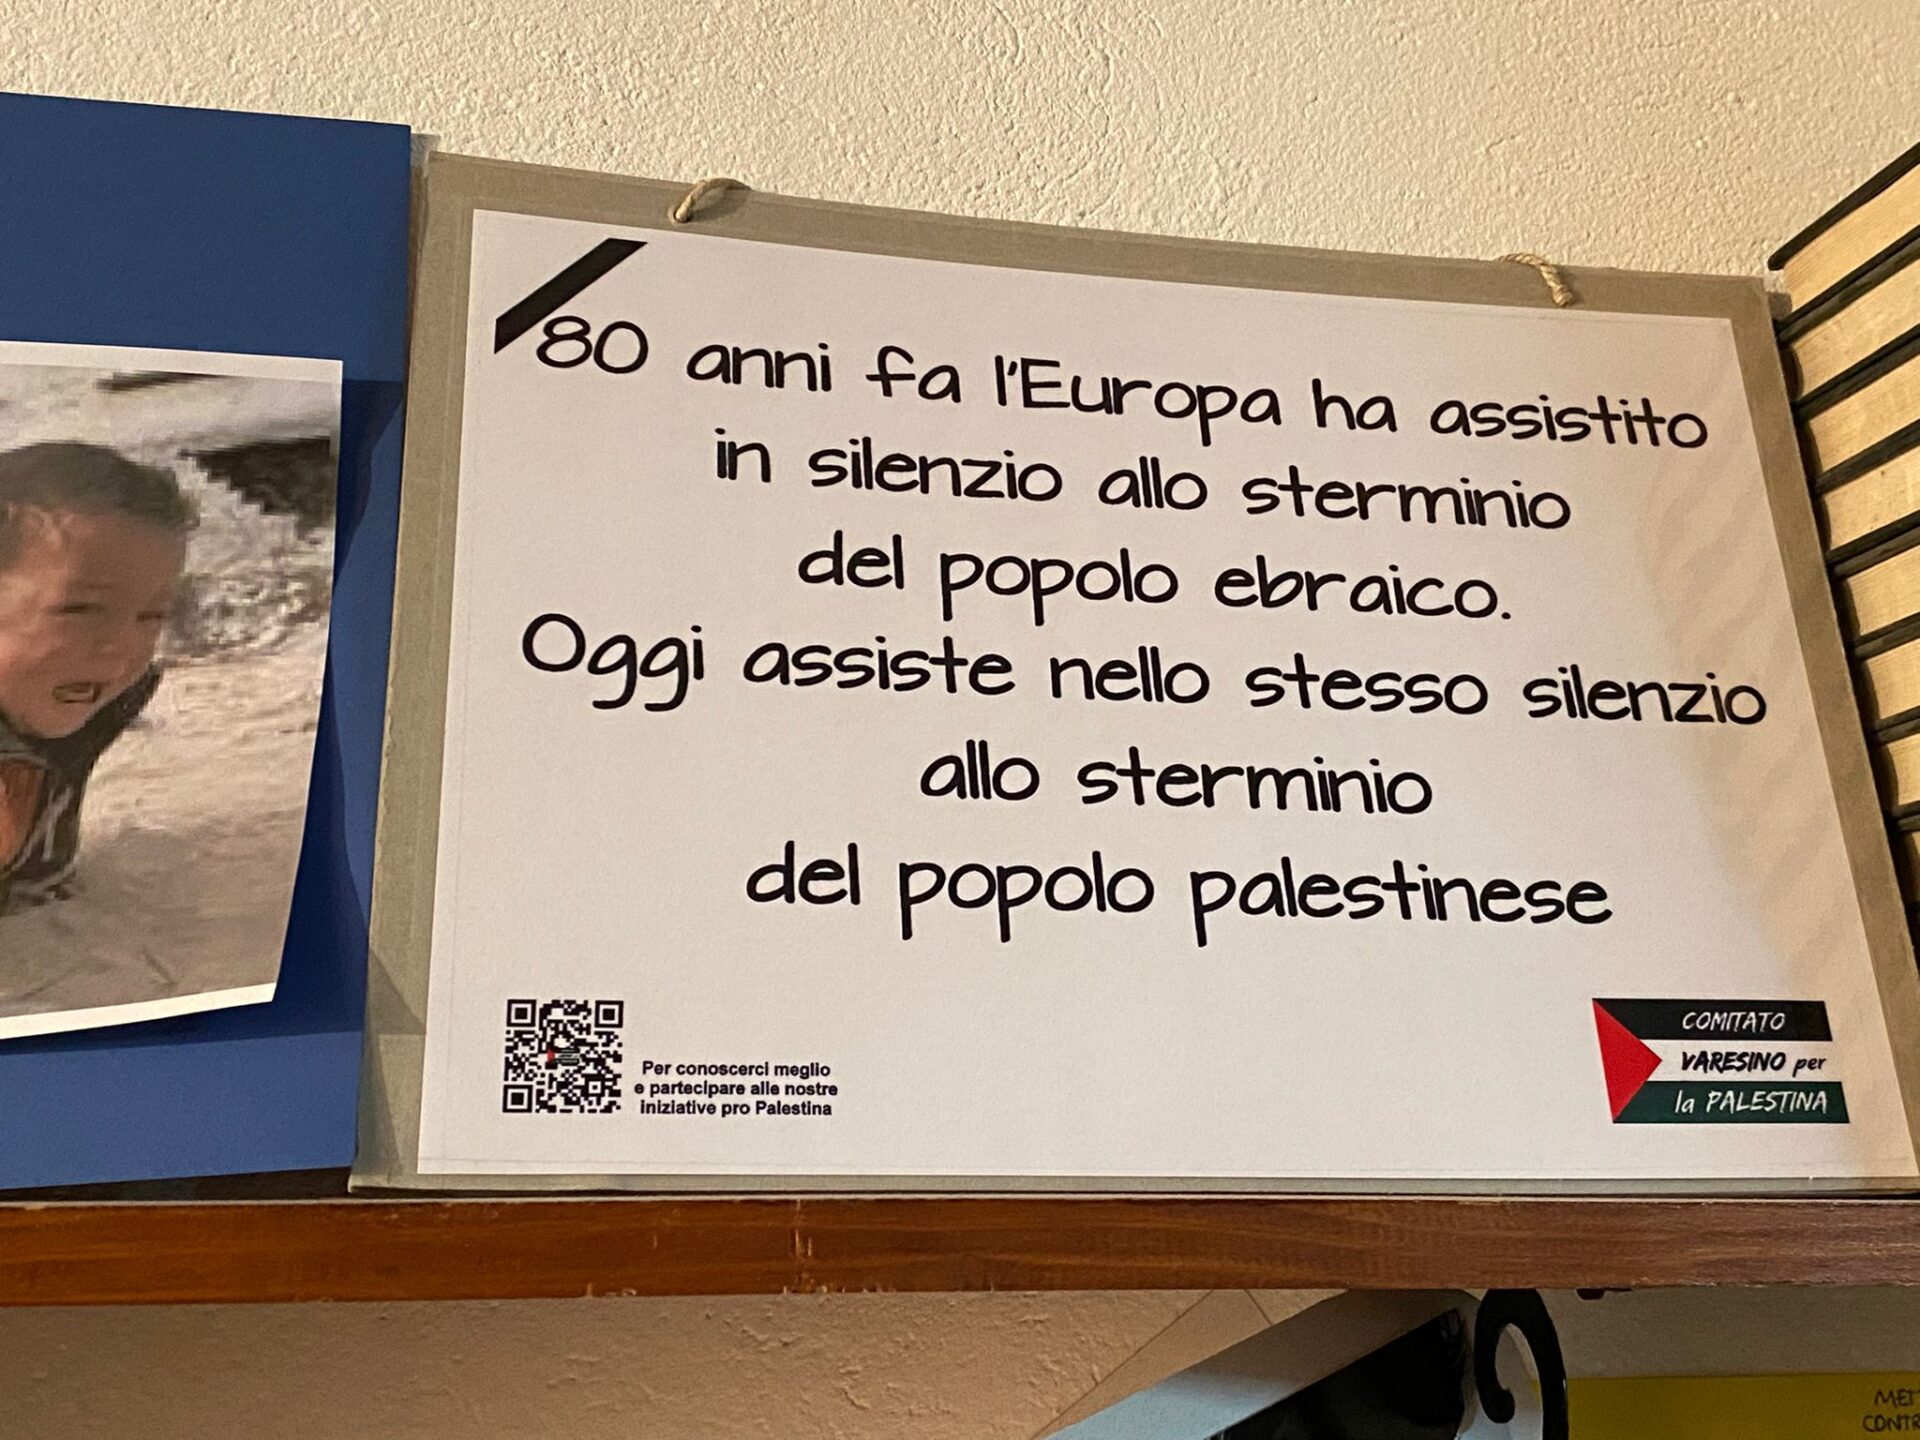 80 anni fa l'Europa ha assistito
in silenzio allo sterminio
del popolo ebraico.
Oggi assiste nello stesso silenzio
allo sterminio
del popolo palestinese
Per conoscerci meglio
e partecipare alle nostre
iniziative pro Palestina
COMITATO
VARESINO per
la PALESTINA